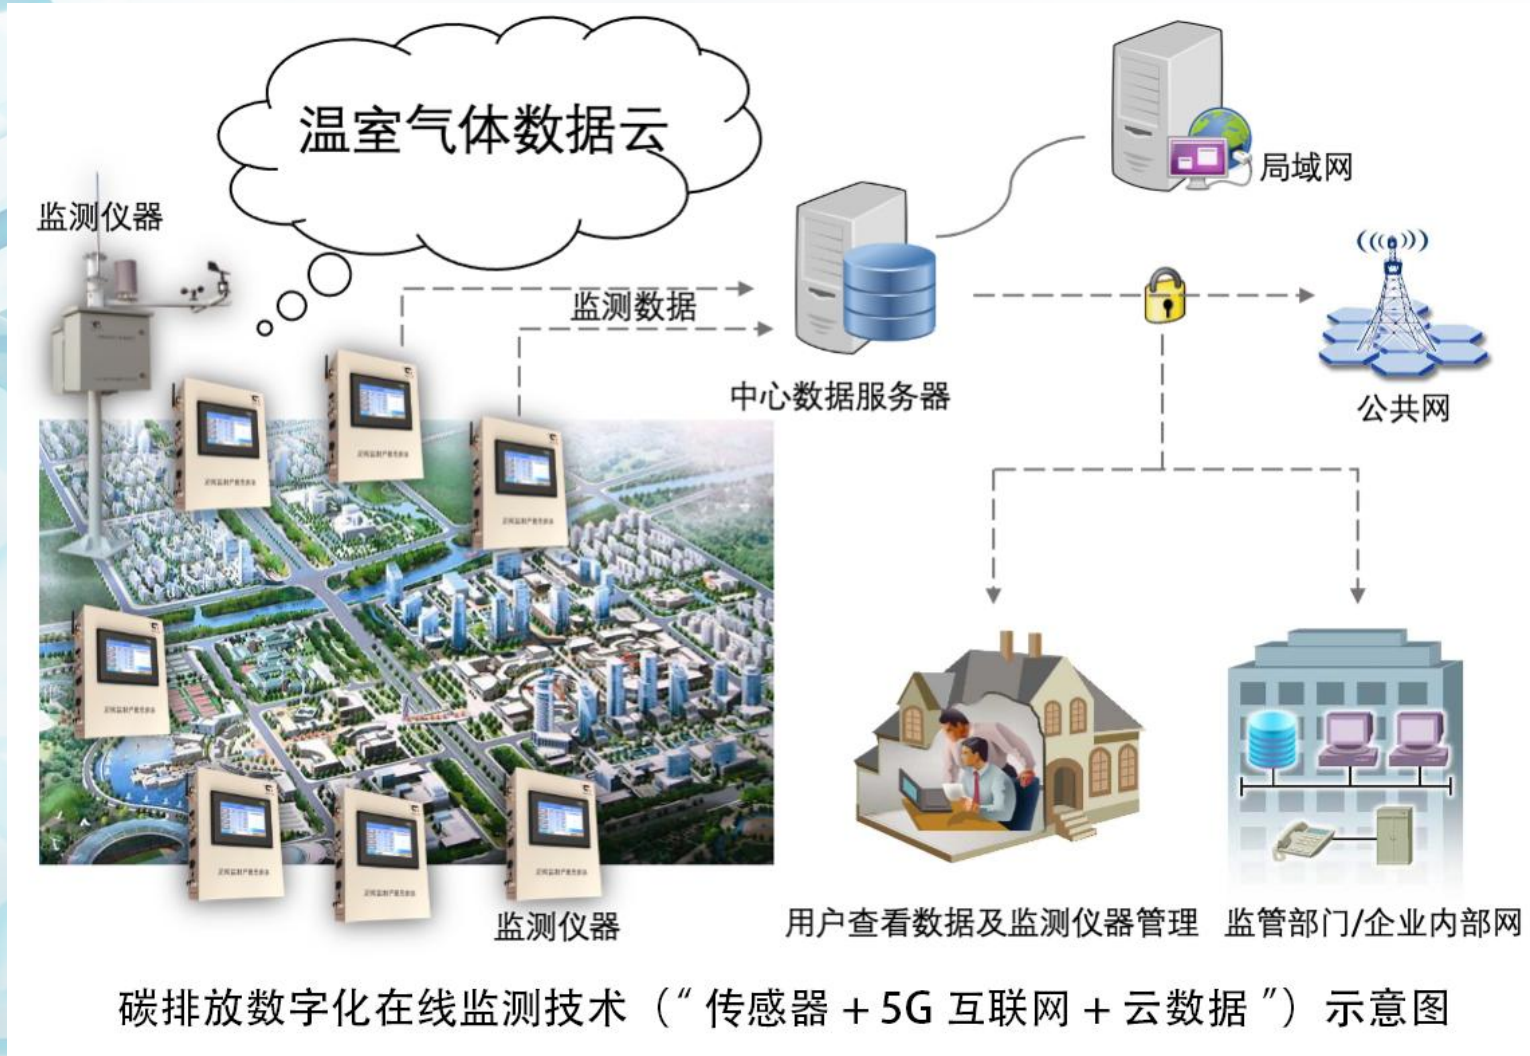 温室气体数据云
局域网
监测仪器
监测数据
中心数据服务器
公共网
监测仪器
用户查看数据及监测仪器管理
监管部门/企业内部网
碳排放数字化在线监测技术（“传感器+5G 互联网+云数据”）示意图